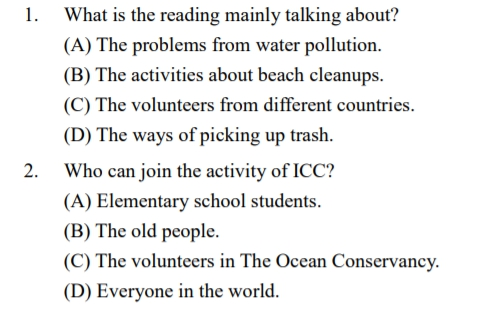 1. What is the reading mainly talking about?
(A) The problems from water pollution.
(B) The activities about beach cleanups.
(C) The volunteers from different countries.
(D) The ways of picking up trash.
2. Who can join the activity of ICC?
(A) Elementary school students.
(B) The old people.
(C) The volunteers in The Ocean Conservancy.
(D) Everyone in the world.